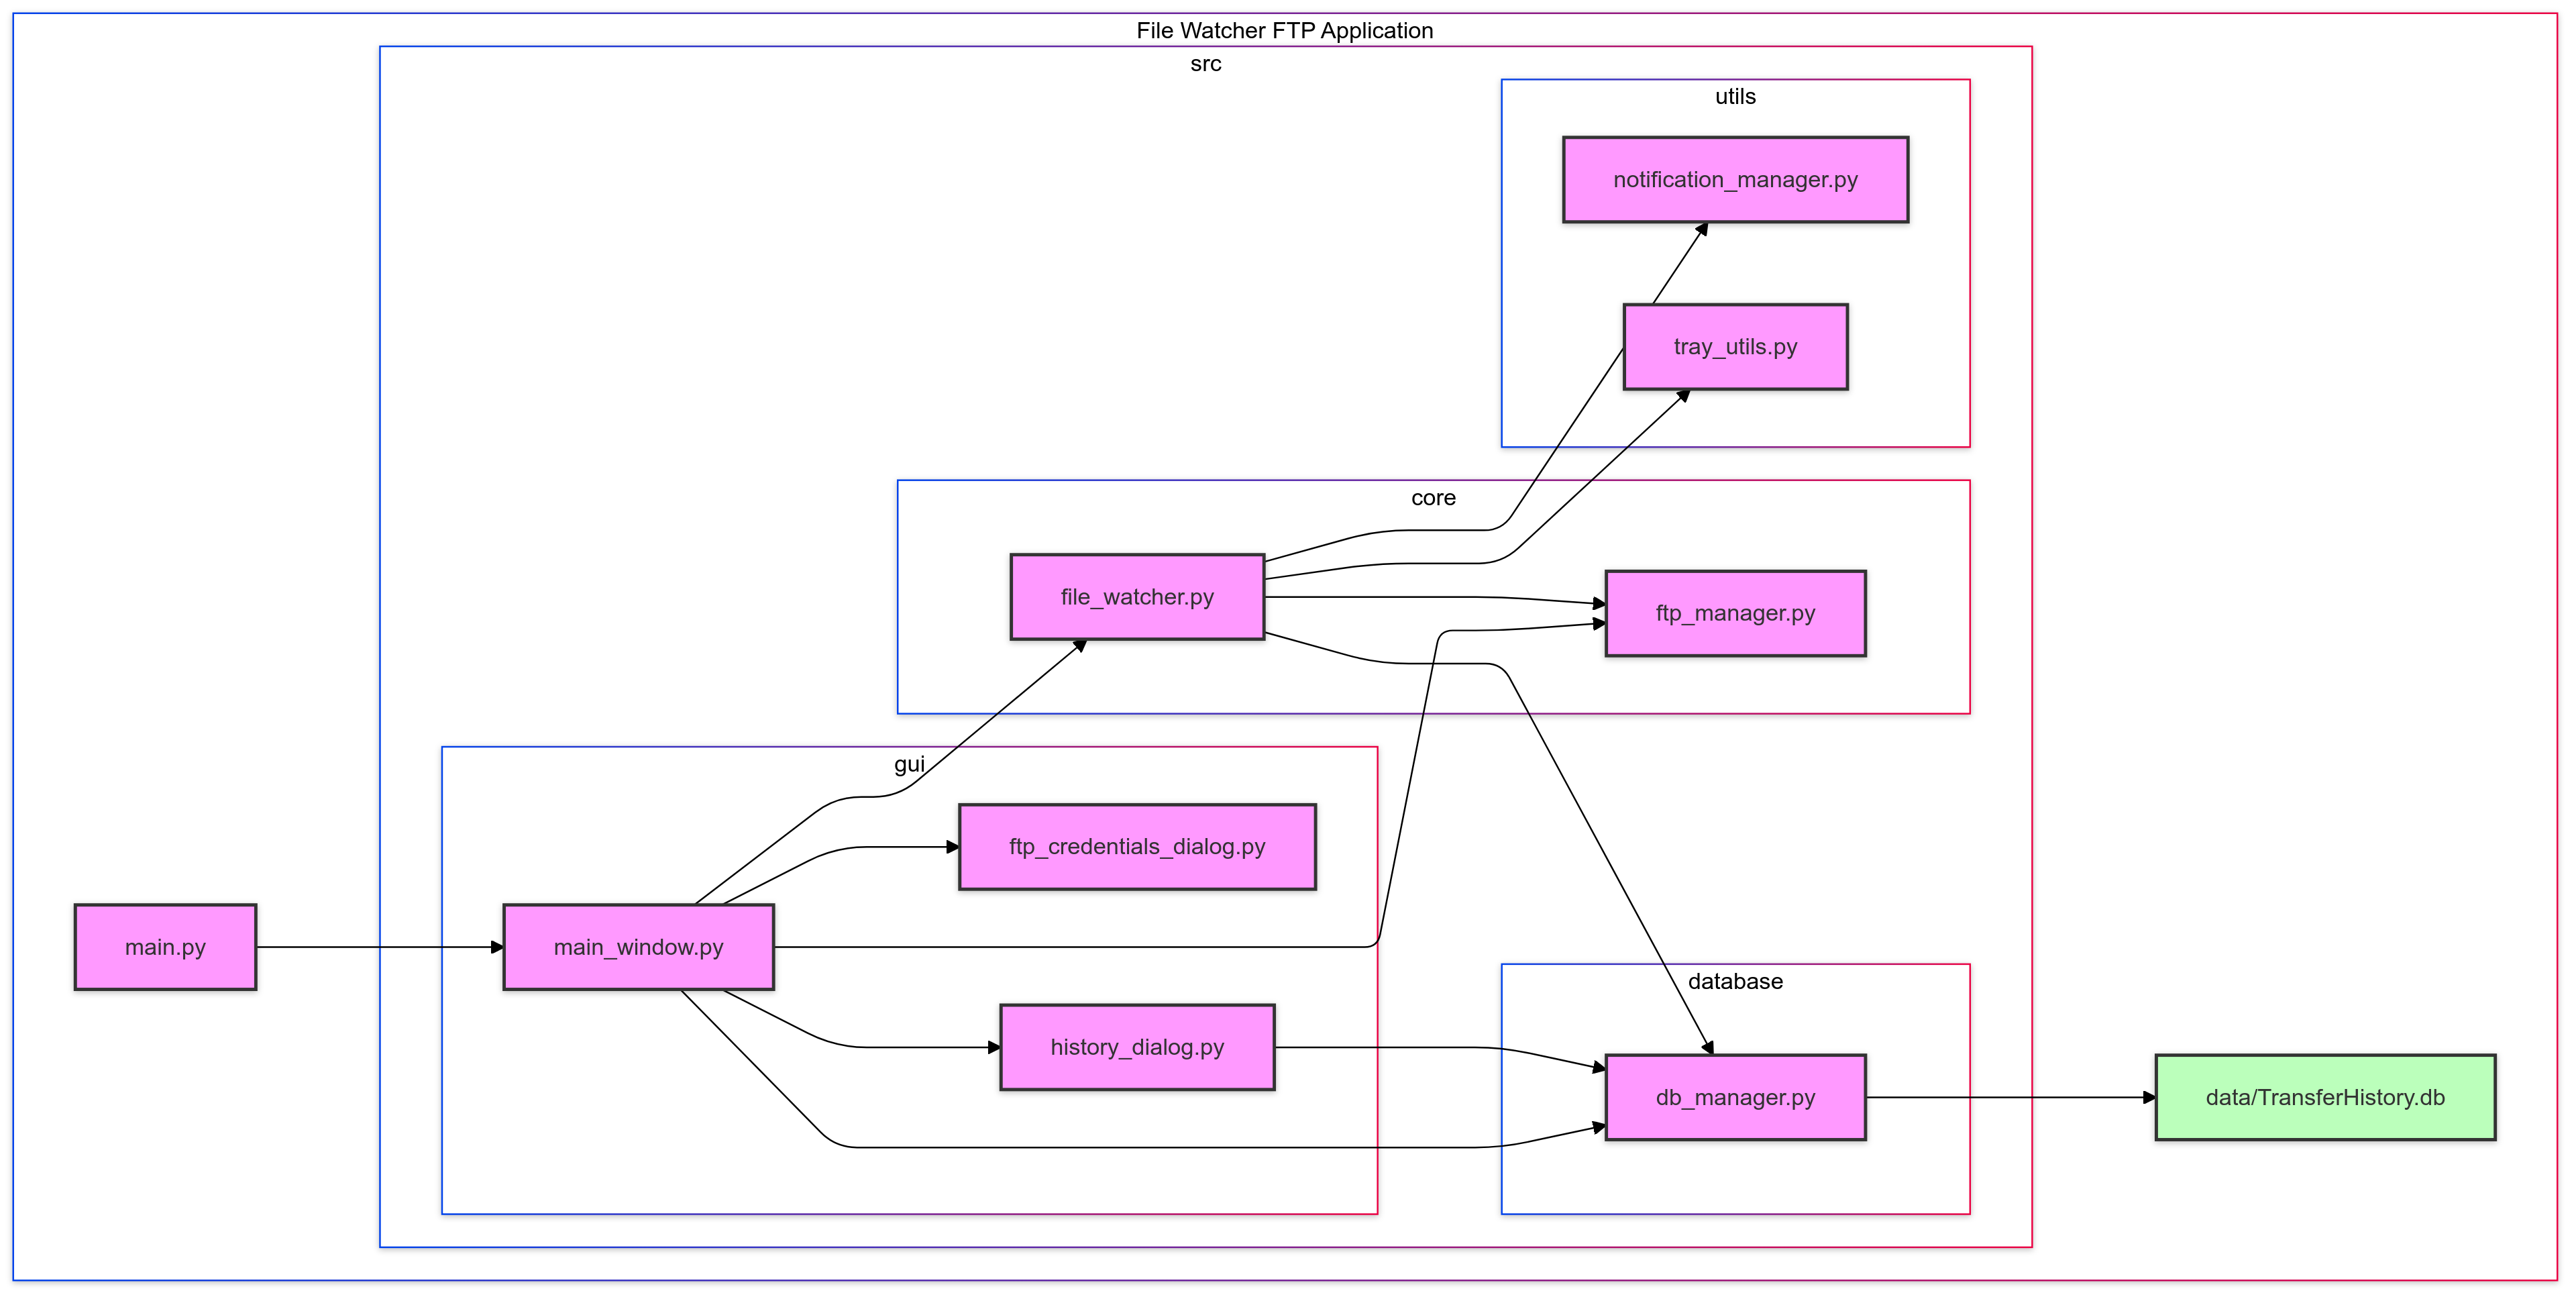 File Watcher FTP Application
src
utils
notification_manager.py
tray_utils.py
core
file_watcher.py
ftp_manager.py
gui
ftp_credentials_dialog.py
main.py
main_window.py
history_dialog.py
database
db_manager.py
data/TransferHistory.db